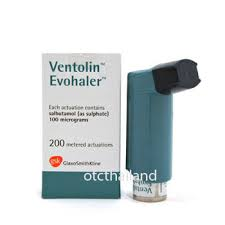 Ventolin™
Evohaler™
Each actuation contains
salbutamol (as sulphate)
100 micrograms
200 metered actuations
gsk GlaxoSmithKline
otcthailand